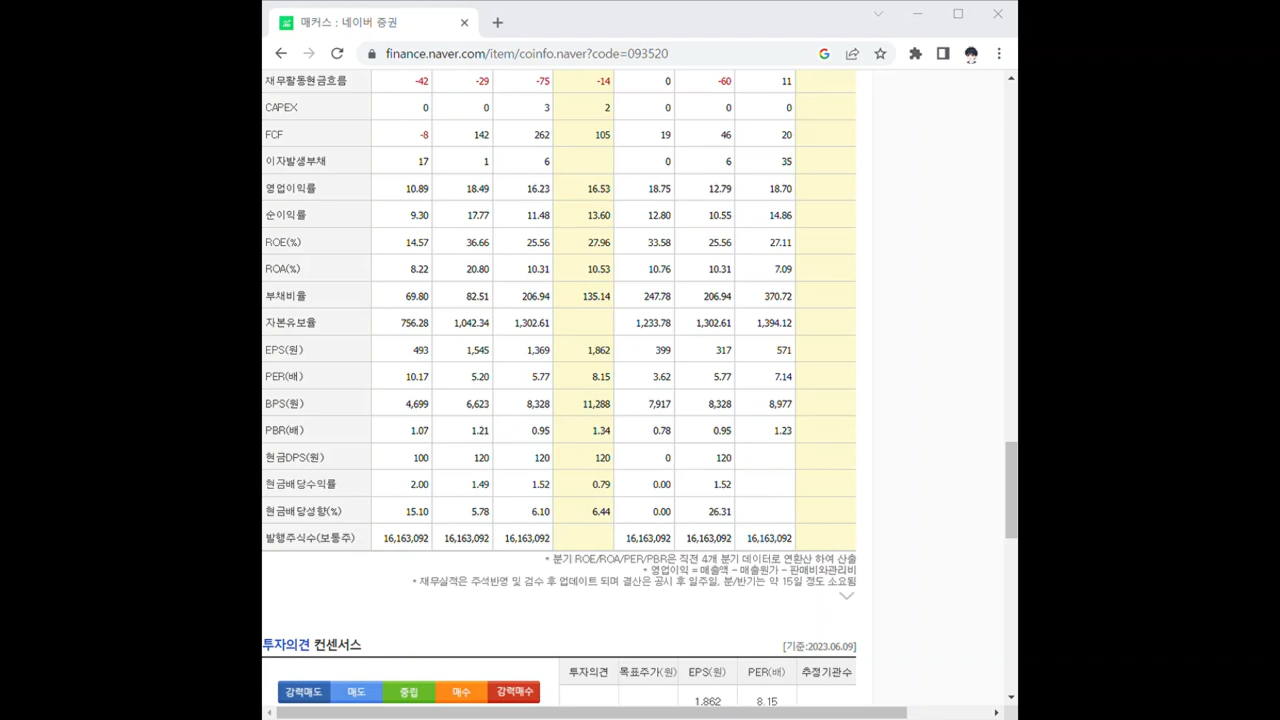 매커스 : 네이버 증권
finance.naver.com/item/coinfo.naver?code=093520
재무활동현금흐름 -42 -29 -75 -14 0 -60 11
CAPEX 0 0 3 2 0 0 0
FCF -8 142 262 105 19 46 20
이자발생부채 17 1 6 0 6 35
영업이익률 10.89 18.49 16.23 16.53 18.75 12.79 18.70
순이익률 9.30 17.77 11.48 13.60 12.80 10.55 14.86
ROE(%) 14.57 36.66 25.56 27.96 33.58 25.56 27.11
ROA(%) 8.22 20.80 10.31 10.53 10.76 10.31 7.09
부채비율 69.80 82.51 206.94 135.14 247.78 206.94 370.72
자본유보율 756.28 1,042.34 1,302.61 1,233.78 1,302.61 1,394.12
EPS(원) 493 1,545 1,369 1,862 399 317 571
PER(배) 10.17 5.20 5.77 8.15 3.62 5.77 7.14
BPS(원) 4,699 6,623 8,328 11,288 7,917 8,328 8,977
PBR(배) 1.07 1.21 0.95 1.34 0.78 0.95 1.23
현금DPS(원) 100 120 120 120 0 120
현금배당수익률 2.00 1.49 1.52 0.79 0.00 1.52
현금배당성향(%) 15.10 5.78 6.10 6.44 0.00 26.31
발행주식수(보통주) 16,163,092 16,163,092 16,163,092 16,163,092 16,163,092 16,163,092
* 분기 ROE/ROA/PER/PBR은 직전 4개 분기 데이터로 연환산 하여 산출
* 영업이익 = 매출액 - 매출원가 - 판매비와관리비
* 재무실적은 주석반영 및 검수 후 업데이트 되며 결산은 공시 후 일주일, 분/반기는 약 15일 정도 소요됨
투자의견 컨센서스 [기준:2023.06.09]
투자의견 목표주가(원) EPS(원) PER(배) 추정기관수
강력매도 매도 중립 매수 강력매수
1,862 8.15